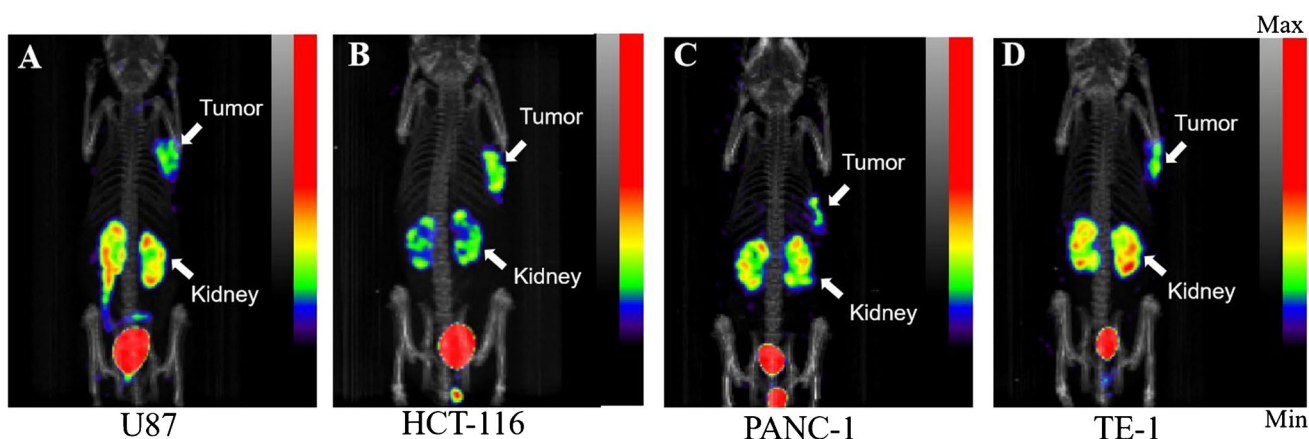 Max
A
Tumor
Kidney
U87
B
Tumor
Kidney
HCT-116
C
Tumor
Kidney
PANC-1
D
Tumor
Kidney
TE-1
Min